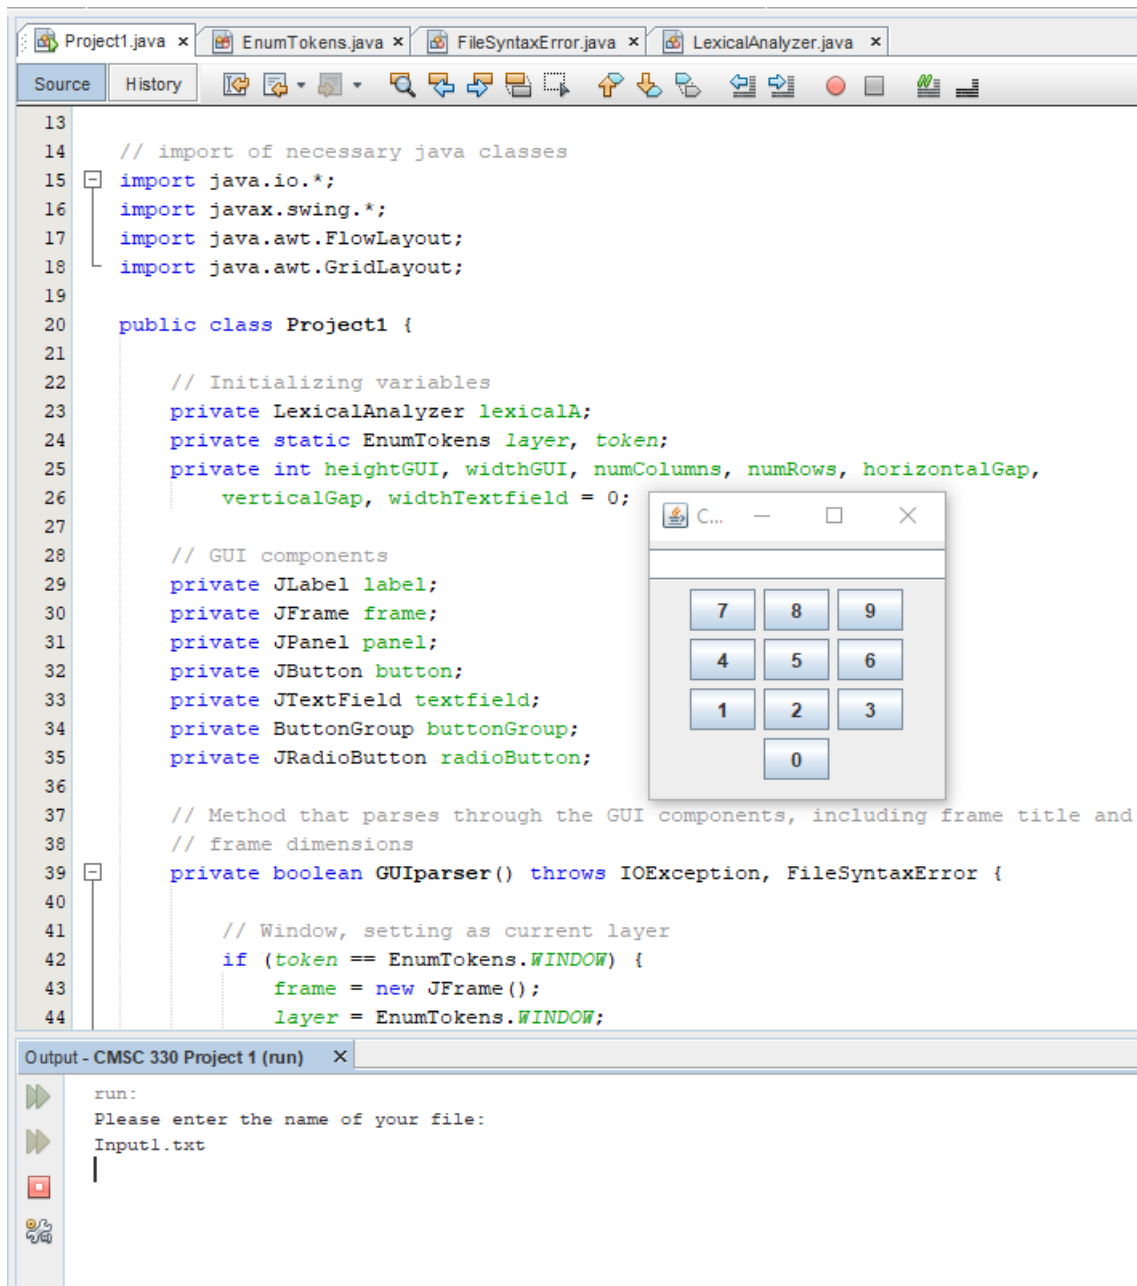 Project1.java × EnumTokens.java × FileSyntaxError.java × LexicalAnalyzer.java ×
Source History
13
14 // import of necessary java classes
15 import java.io.*;
16 import javax.swing.*;
17 import java.awt.FlowLayout;
18 import java.awt.GridLayout;
19
20 public class Project1 {
21
22 // Initializing variables
23 private LexicalAnalyzer lexicalA;
24 private static EnumTokens layer, token;
25 private int heightGUI, widthGUI, numColumns, numRows, horizontalGap,
26 verticalGap, widthTextfield = 0;
27
28 // GUI components
29 private JLabel label;
30 private JFrame frame;
31 private JPanel panel;
32 private JButton button;
33 private JTextField textfield;
34 private ButtonGroup buttonGroup;
35 private JRadioButton radioButton;
36
37 // Method that parses through the GUI components, including frame title and
38 // frame dimensions
39 private boolean GUIparser() throws IOException, FileSyntaxError {
40
41 // Window, setting as current layer
42 if (token == EnumTokens.WINDOW) {
43 frame = new JFrame();
44 layer = EnumTokens.WINDOW;
C...
7 8 9
4 5 6
1 2 3
0
Output - CMSC 330 Project 1 (run) ×
run:
Please enter the name of your file:
Input1.txt